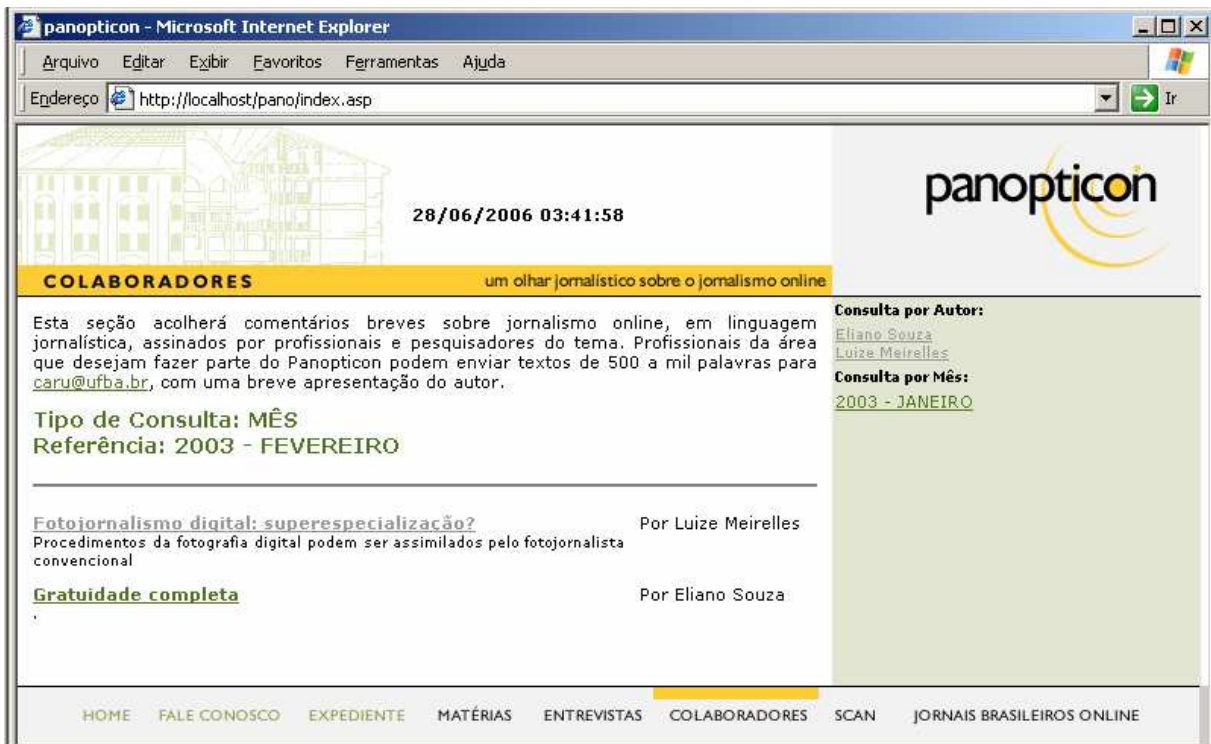 panopticon - Microsoft Internet Explorer
Arquivo Editar Exibir Favoritos Ferramentas Ajuda
Endereço http://localhost/pano/index.asp Ir
panopticon
28/06/2006 03:41:58
COLABORADORES um olhar jornalístico sobre o jornalismo online
Esta seção acolherá comentários breves sobre jornalismo online, em linguagem
jornalística, assinados por profissionais e pesquisadores do tema. Profissionais da área
que desejam fazer parte do Panopticon podem enviar textos de 500 a mil palavras para
caru@ufba.br, com uma breve apresentação do autor.
Tipo de Consulta: MÊS
Referência: 2003 - FEVEREIRO
Fotojornalismo digital: superespecialização? Por Luize Meirelles
Procedimentos da fotografia digital podem ser assimilados pelo fotojornalista
convencional
Gratuidade completa Por Eliano Souza
.
Consulta por Autor:
Eliano Souza
Luize Meirelles
Consulta por Mês:
2003 - JANEIRO
HOME FALE CONOSCO EXPEDIENTE MATÉRIAS ENTREVISTAS COLABORADORES SCAN JORNAIS BRASILEIROS ONLINE